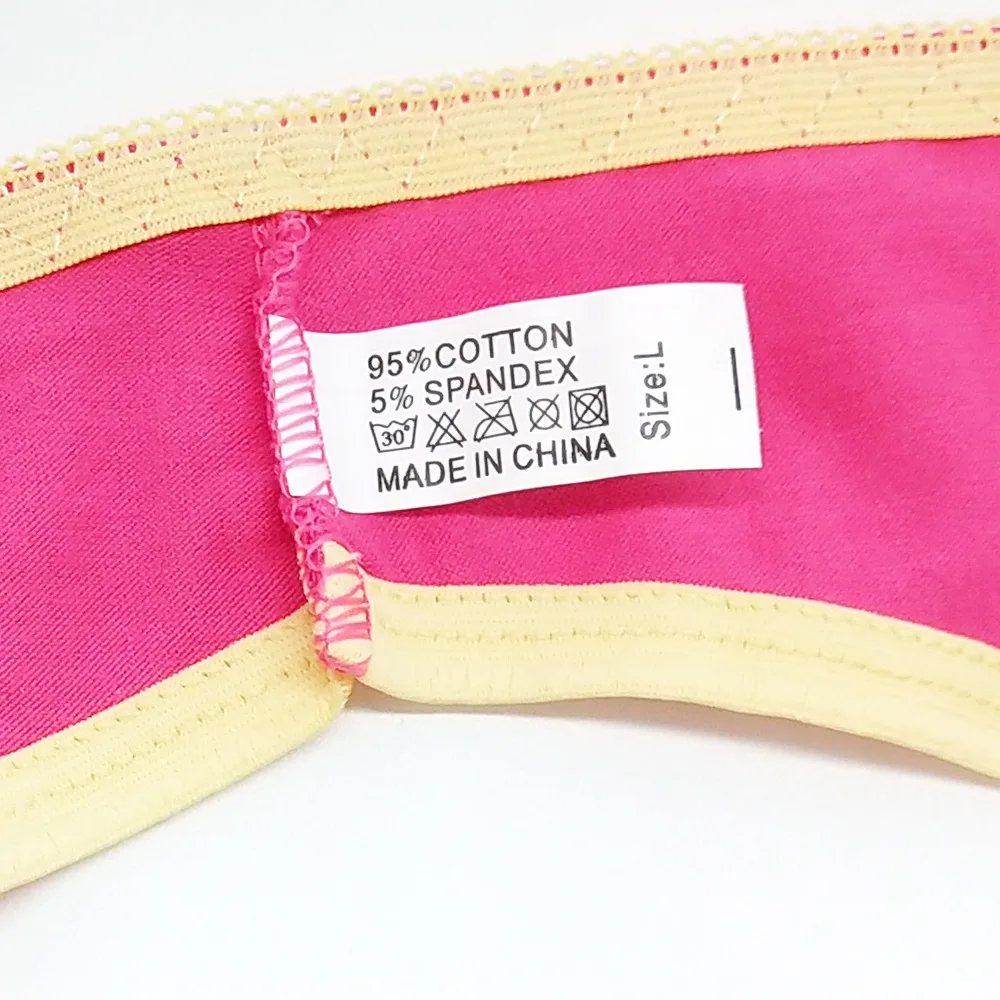 95%COTTON
5% SPANDEX
30°
MADE IN CHINA
Size:L